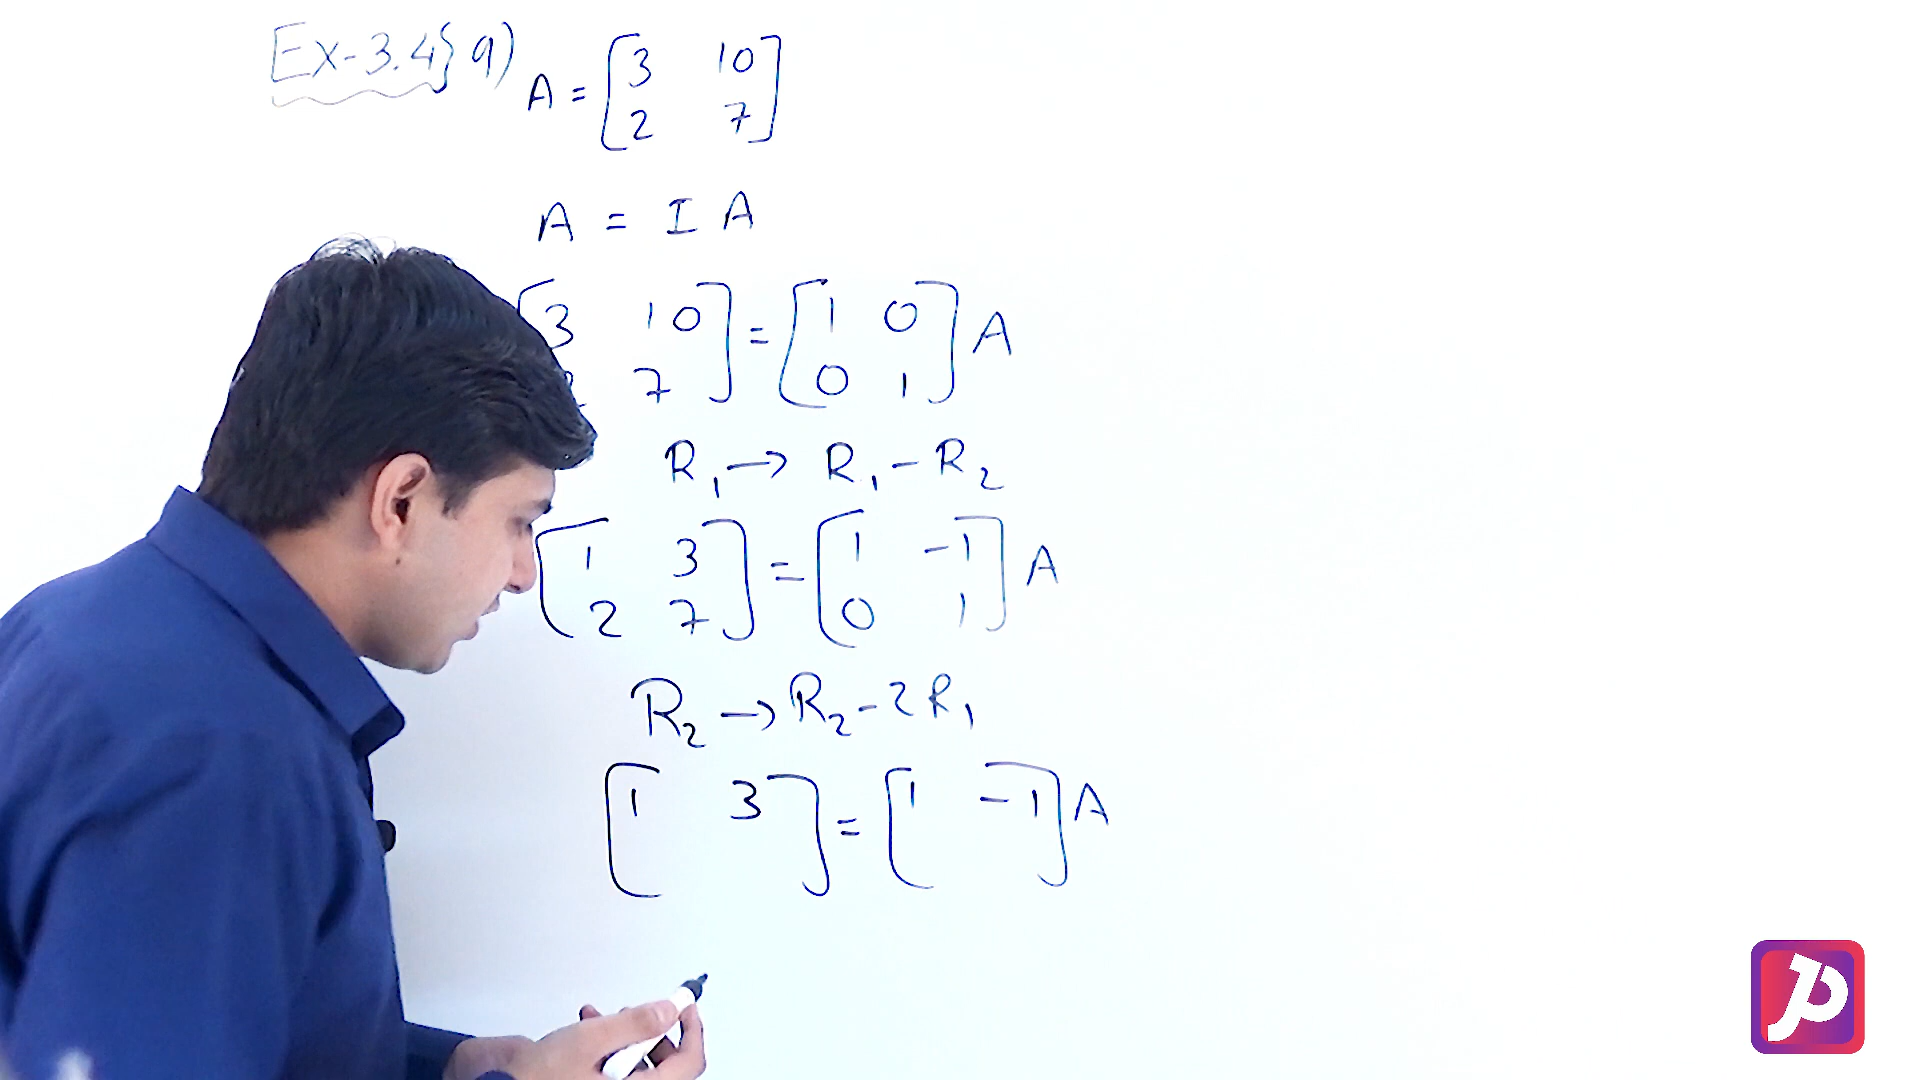 Ex-3.4} 9)
A = [3 10
2 7]
A = I A
[3 10
7] = [1 0
0 1] A
R₁ → R₁ - R₂
[1 3
2 7] = [1 -1
0 1] A
R₂ → R₂ - 2R₁
[1 3] = [1 -1] A